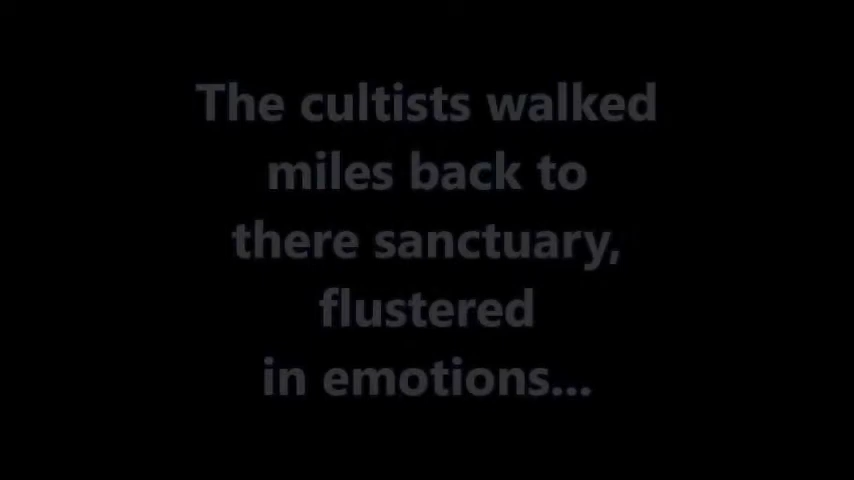 The cultists walked
miles back to
there sanctuary,
flustered
in emotions...